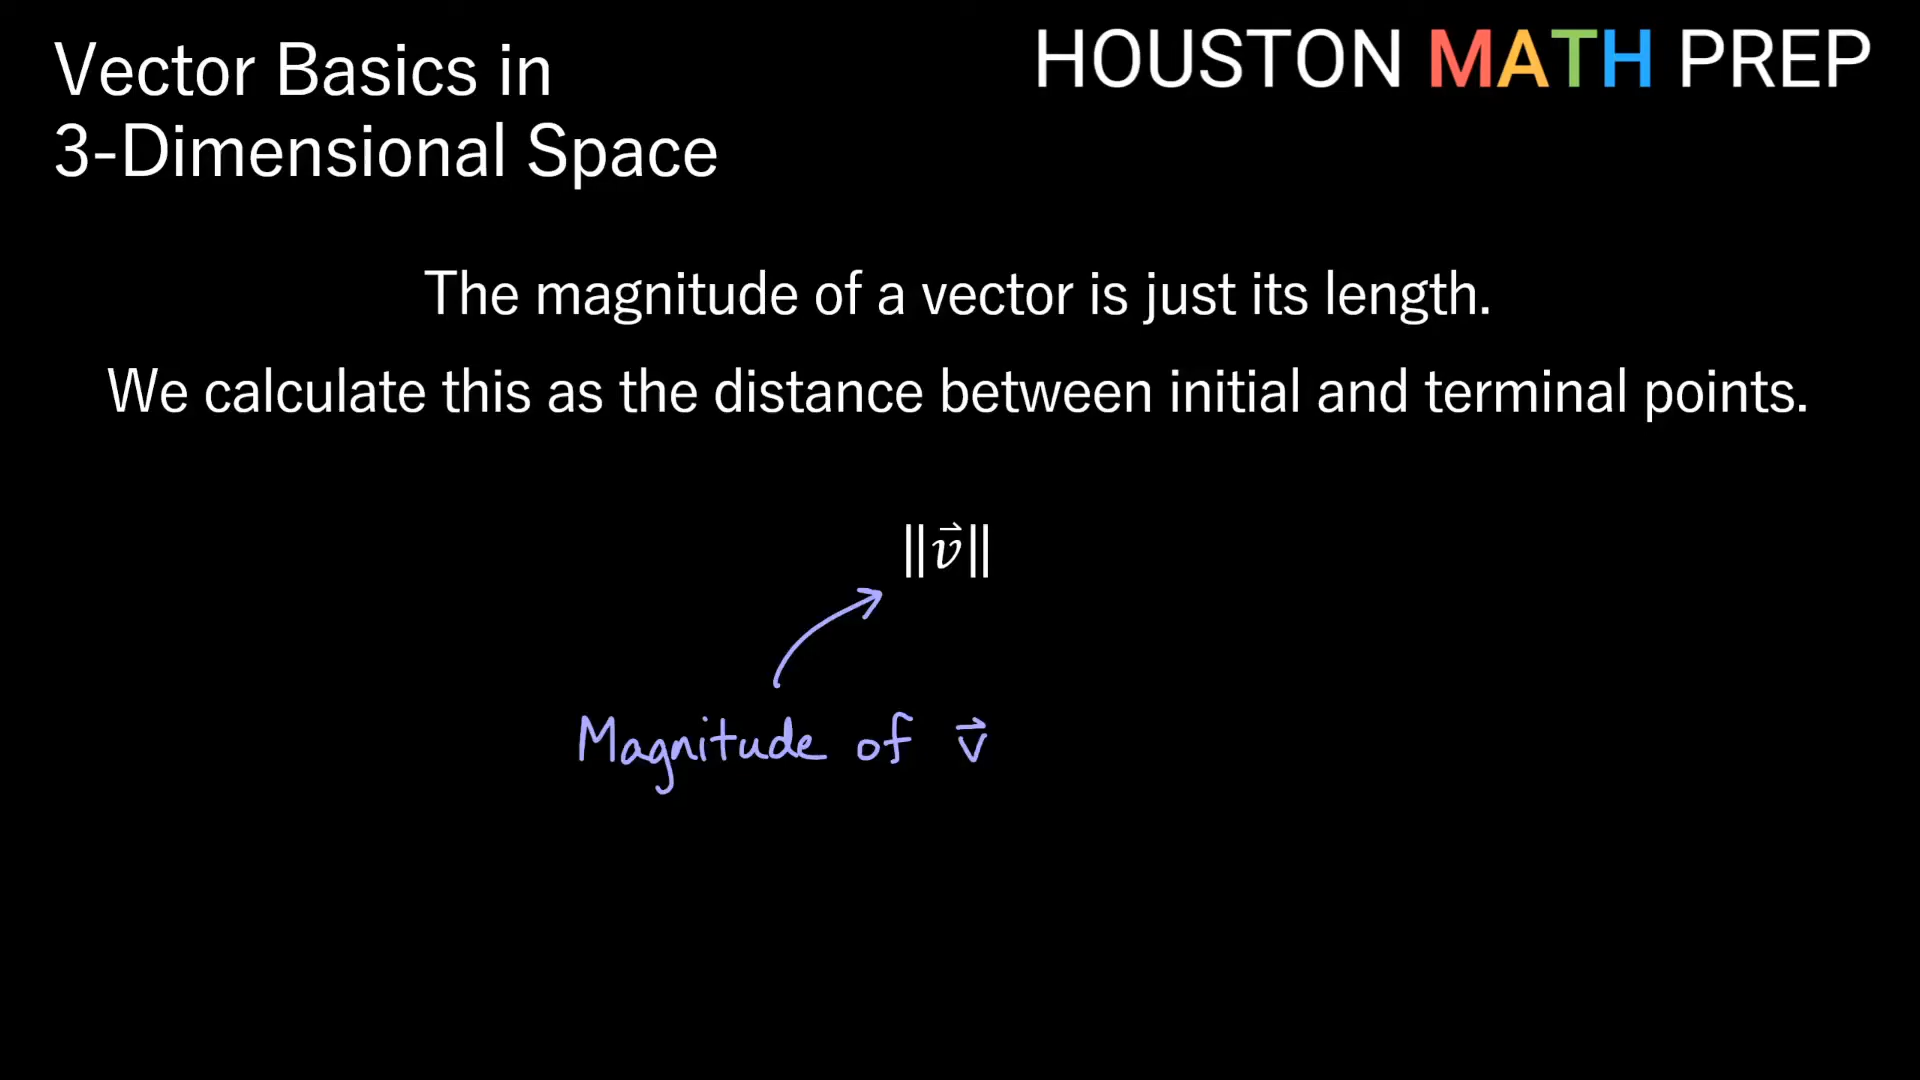 Vector Basics in
3-Dimensional Space
HOUSTON MATH PREP
The magnitude of a vector is just its length.
We calculate this as the distance between initial and terminal points.
‖v⃗‖
Magnitude of v⃗